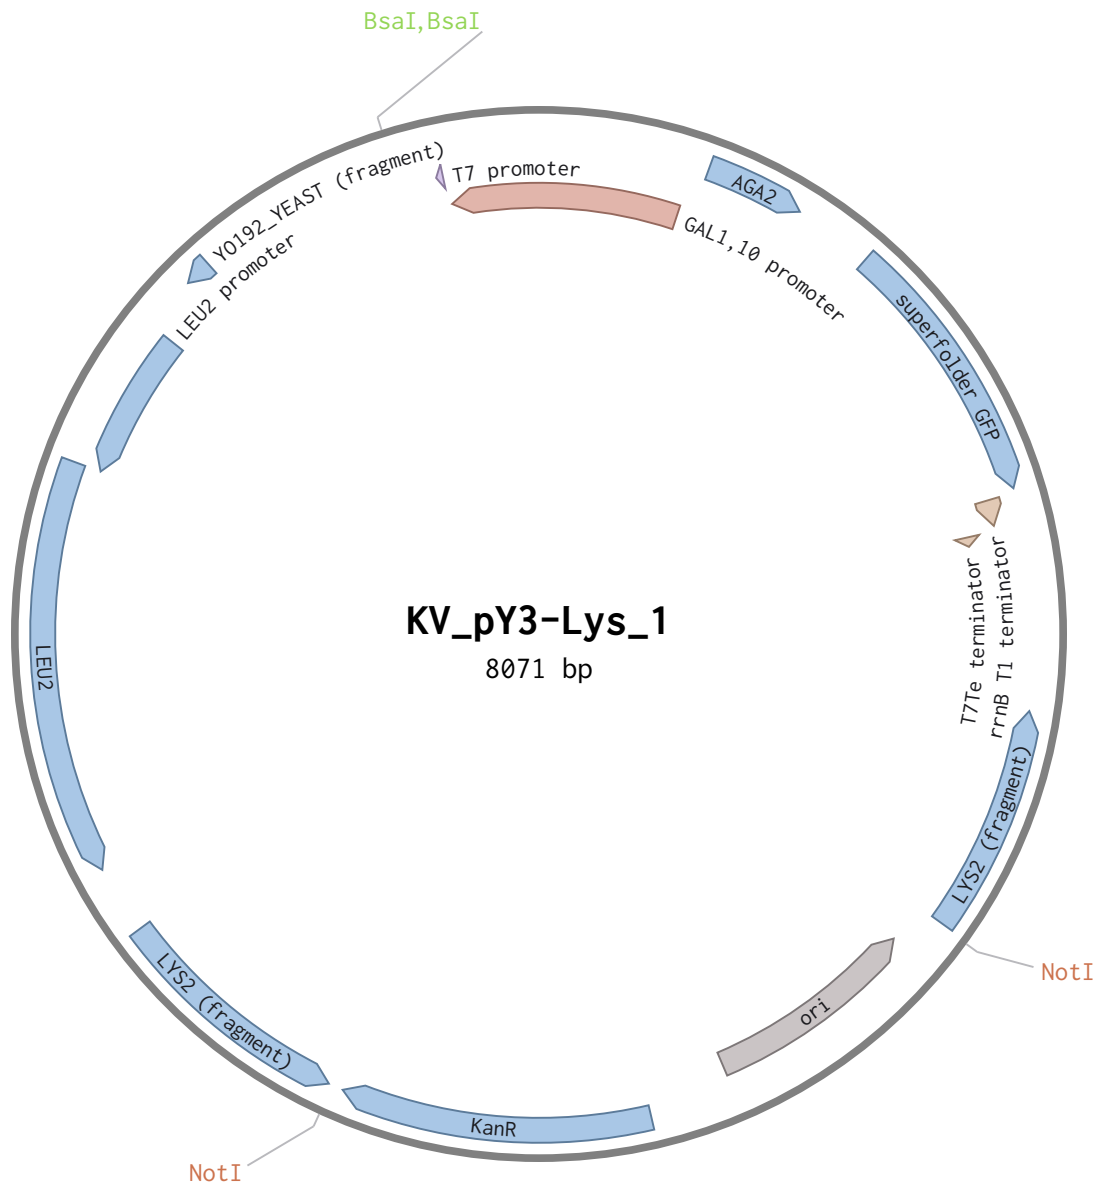 BsaI,BsaI
YO192_YEAST (fragment)
T7 promoter
AGA2
GAL1,10 promoter
LEU2 promoter
superfolder GFP
T7Te terminator
rrnB T1 terminator
KV_pY3-Lys_1
8071 bp
LEU2
LYS2 (fragment)
NotI
ori
LYS2 (fragment)
KanR
NotI